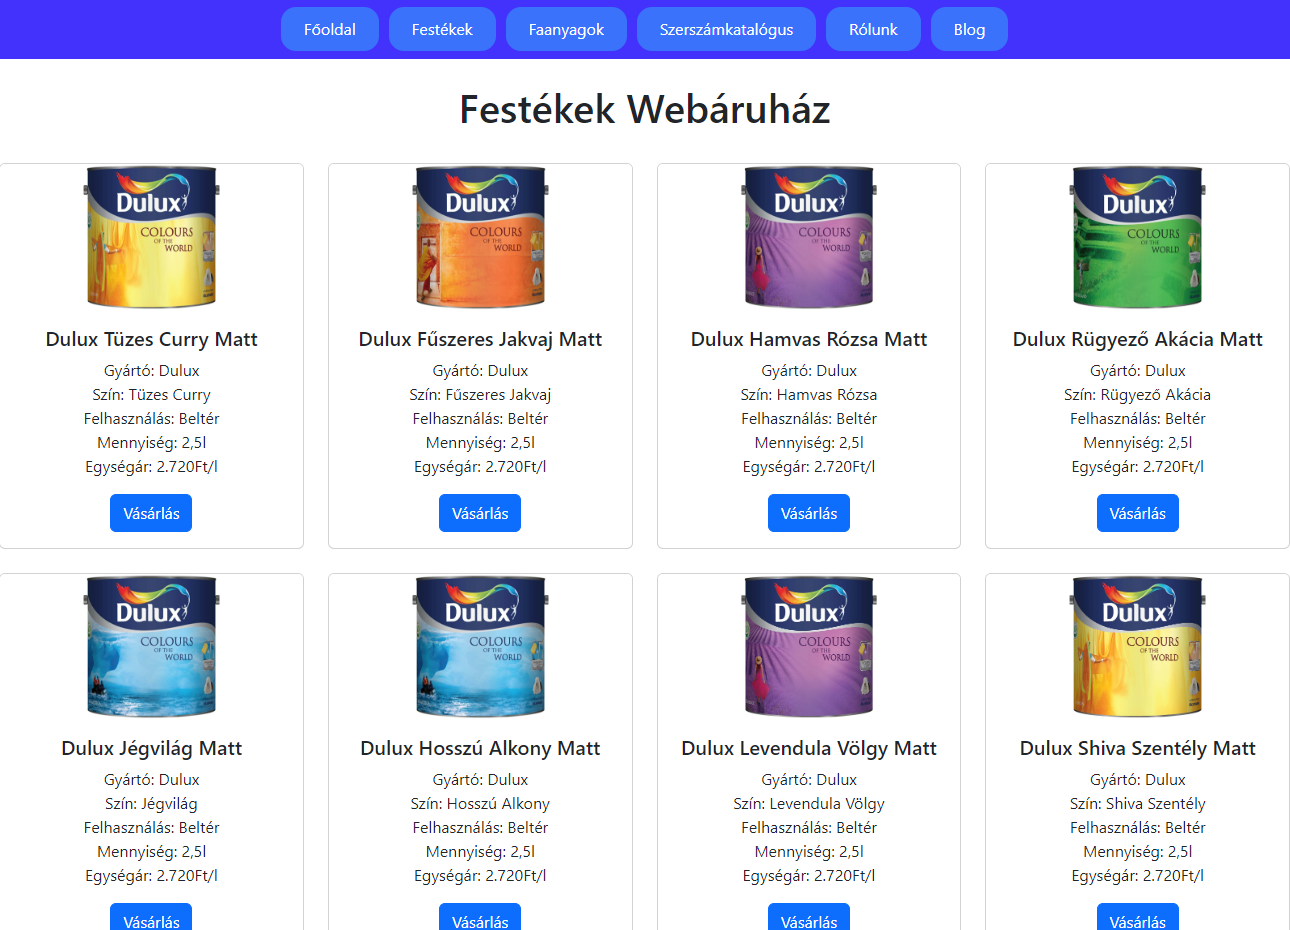 Főoldal Festékek Faanyagok Szerszámkatalógus Rólunk Blog
Festékek Webáruház
Dulux Dulux Dulux Dulux
COLOURS COLOURS COLOURS COLOURS
OF THE OF THE OF THE OF THE
WORLD WORLD WORLD WORLD
Dulux Tüzes Curry Matt
Gyártó: Dulux
Szín: Tüzes Curry
Felhasználás: Beltér
Mennyiség: 2,5l
Egységár: 2.720Ft/l
Vásárlás
Dulux Fűszeres Jakvaj Matt
Gyártó: Dulux
Szín: Fűszeres Jakvaj
Felhasználás: Beltér
Mennyiség: 2,5l
Egységár: 2.720Ft/l
Vásárlás
Dulux Hamvas Rózsa Matt
Gyártó: Dulux
Szín: Hamvas Rózsa
Felhasználás: Beltér
Mennyiség: 2,5l
Egységár: 2.720Ft/l
Vásárlás
Dulux Rügyező Akácia Matt
Gyártó: Dulux
Szín: Rügyező Akácia
Felhasználás: Beltér
Mennyiség: 2,5l
Egységár: 2.720Ft/l
Vásárlás
Dulux Dulux Dulux Dulux
COLOURS COLOURS COLOURS COLOURS
OF THE OF THE OF THE OF THE
WORLD WORLD WORLD WORLD
Dulux Jégvilág Matt
Gyártó: Dulux
Szín: Jégvilág
Felhasználás: Beltér
Mennyiség: 2,5l
Egységár: 2.720Ft/l
Vásárlás
Dulux Hosszú Alkony Matt
Gyártó: Dulux
Szín: Hosszú Alkony
Felhasználás: Beltér
Mennyiség: 2,5l
Egységár: 2.720Ft/l
Vásárlás
Dulux Levendula Völgy Matt
Gyártó: Dulux
Szín: Levendula Völgy
Felhasználás: Beltér
Mennyiség: 2,5l
Egységár: 2.720Ft/l
Vásárlás
Dulux Shiva Szentély Matt
Gyártó: Dulux
Szín: Shiva Szentély
Felhasználás: Beltér
Mennyiség: 2,5l
Egységár: 2.720Ft/l
Vásárlás